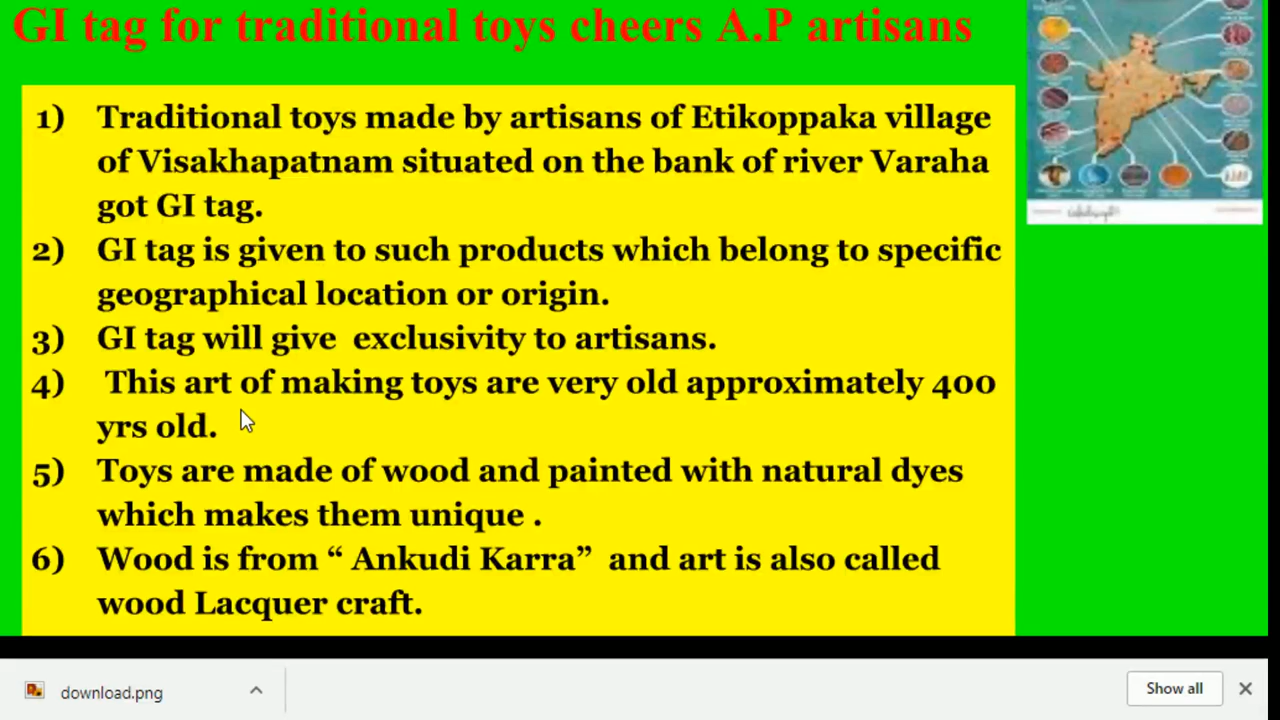 GI tag for traditional toys cheers A.P artisans
1) Traditional toys made by artisans of Etikoppaka village
of Visakhapatnam situated on the bank of river Varaha
got GI tag.
2) GI tag is given to such products which belong to specific
geographical location or origin.
3) GI tag will give exclusivity to artisans.
4) This art of making toys are very old approximately 400
yrs old.
5) Toys are made of wood and painted with natural dyes
which makes them unique .
6) Wood is from “ Ankudi Karra” and art is also called
wood Lacquer craft.
download.png
Show all